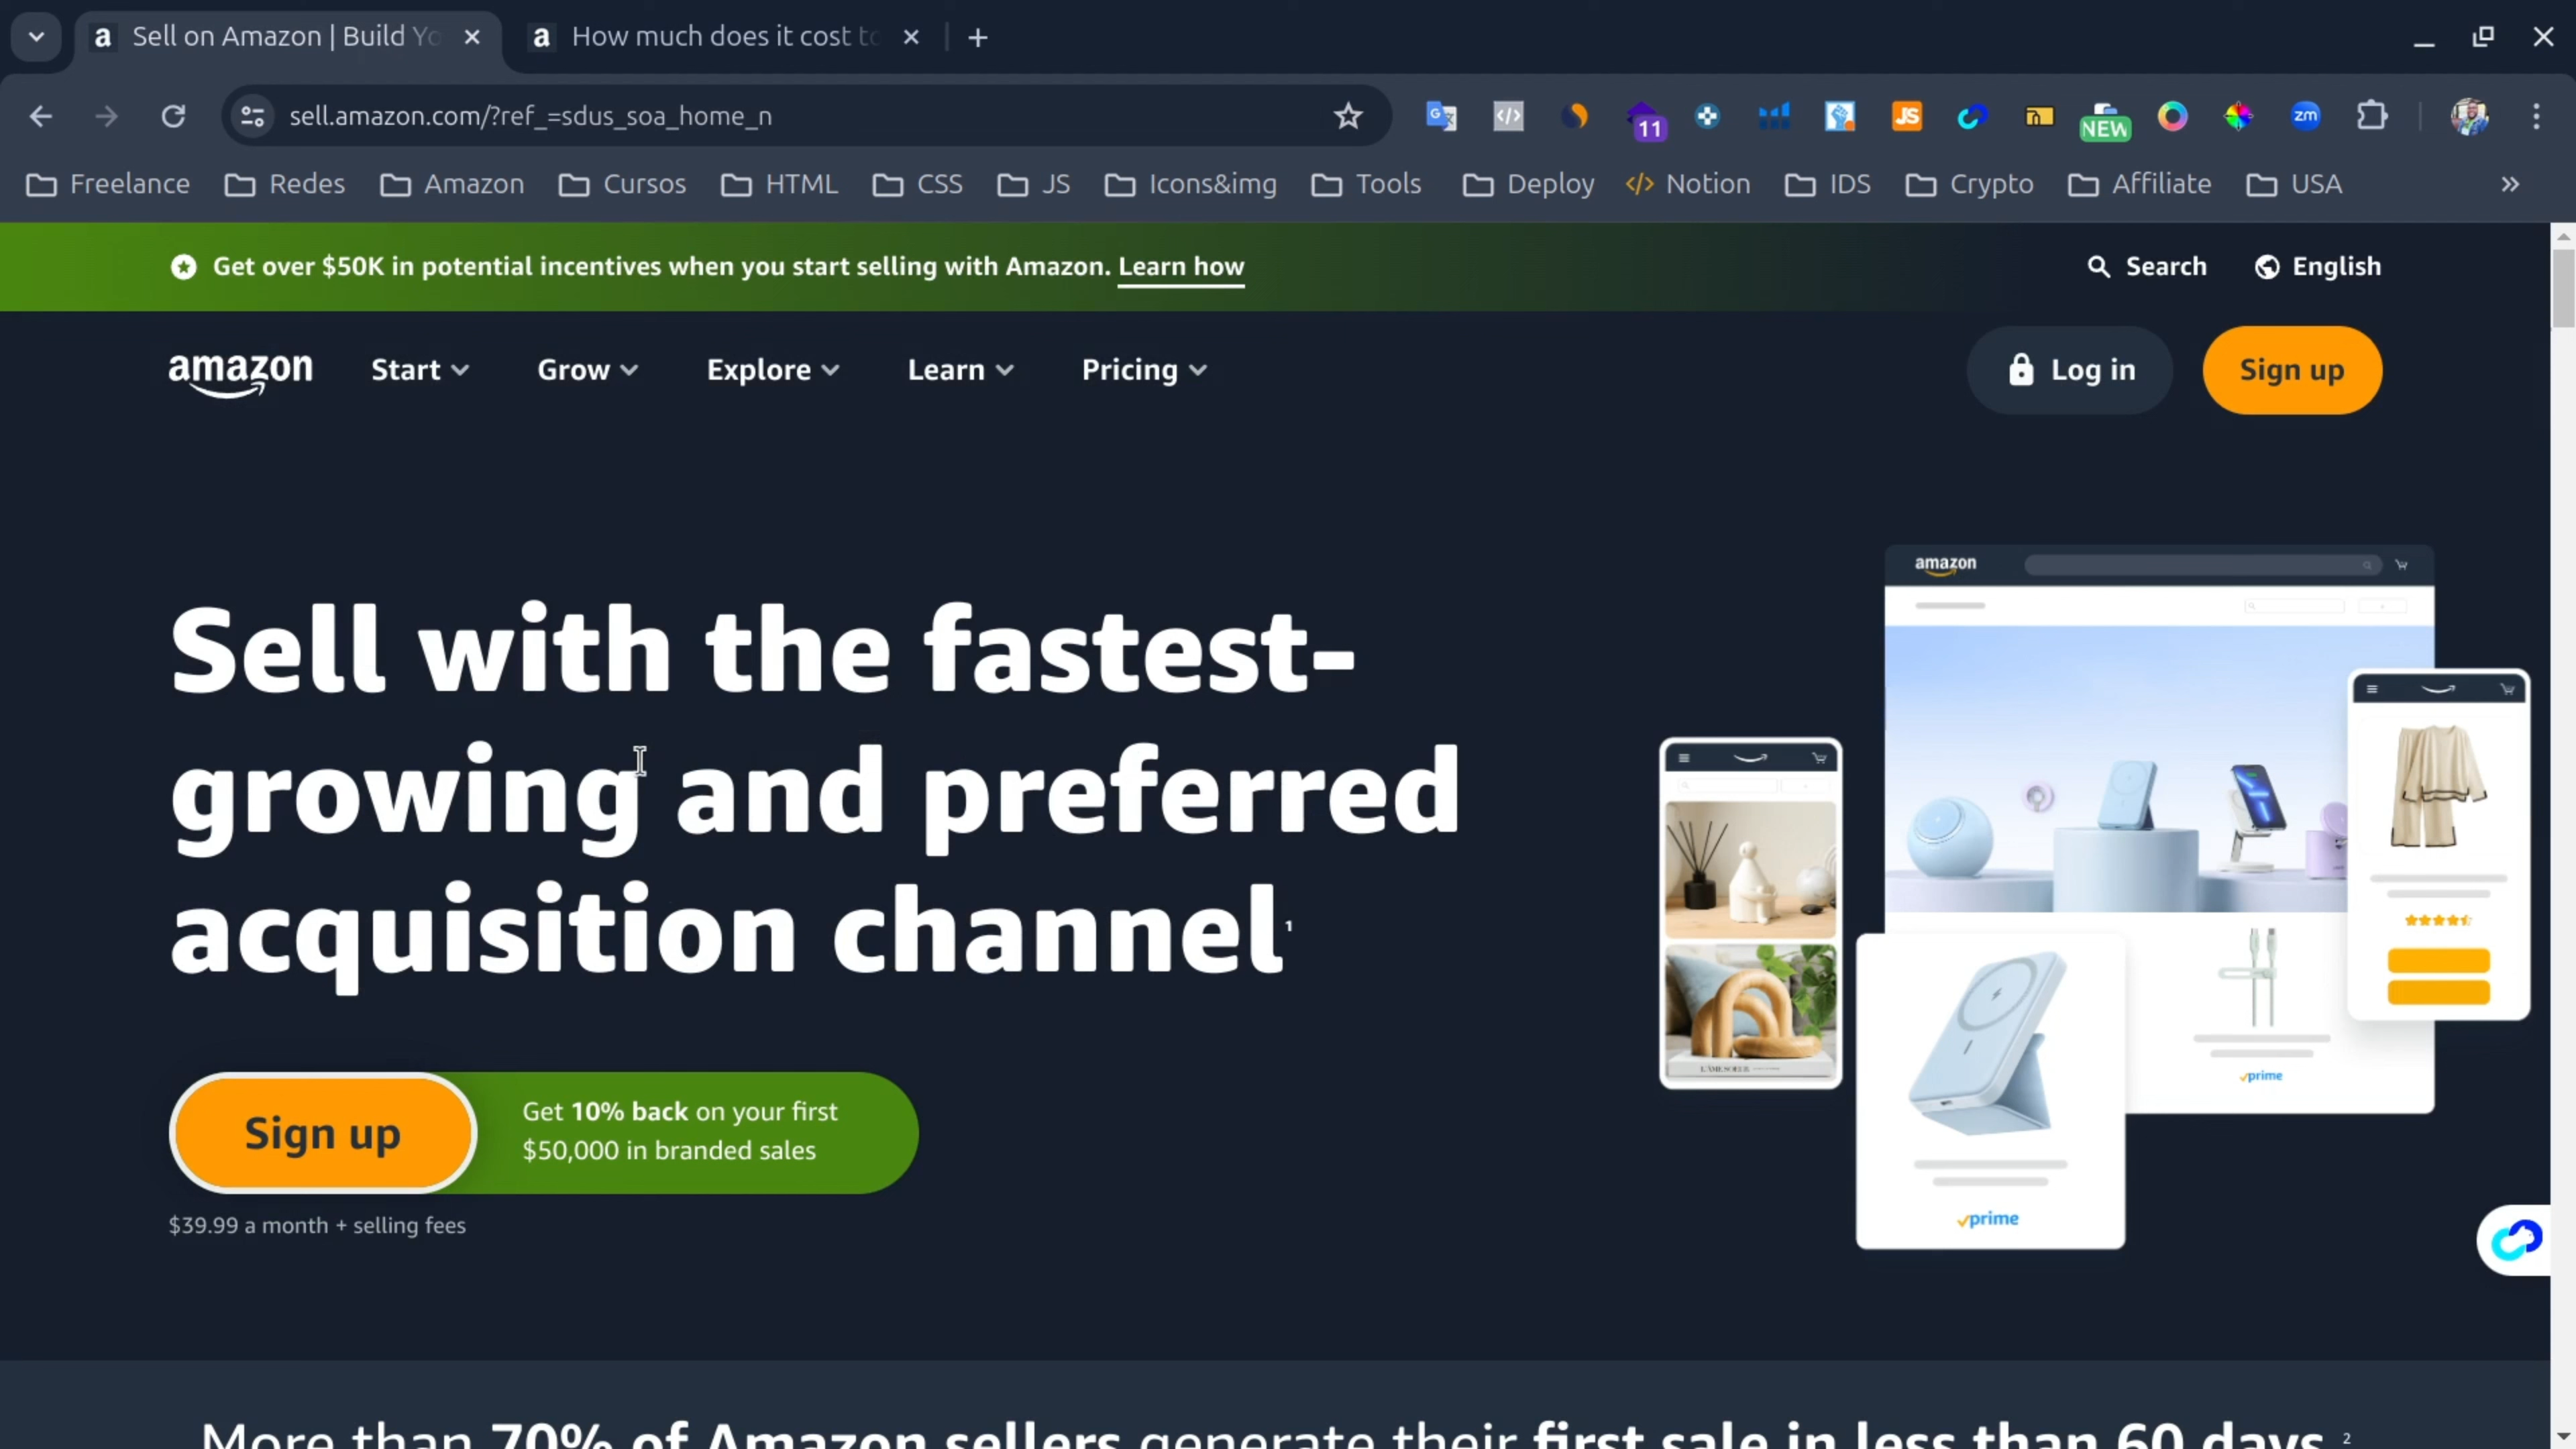 Sell on Amazon | Build Yo
How much does it cost to
sell.amazon.com/?ref_=sdus_soa_home_n
11
JS
NEW
zm
Freelance
Redes
Amazon
Cursos
HTML
CSS
JS
Icons&img
Tools
Deploy
Notion
IDS
Crypto
Affiliate
USA
Get over $50K in potential incentives when you start selling with Amazon. Learn how
Search
English
amazon
Start
Grow
Explore
Learn
Pricing
Log in
Sign up
Sell with the fastest-
growing and preferred
acquisition channel¹
amazon
prime
prime
Sign up
Get 10% back on your first
$50,000 in branded sales
$39.99 a month + selling fees
More than 70% of Amazon sellers generate their first sale in less than 60 days. ²